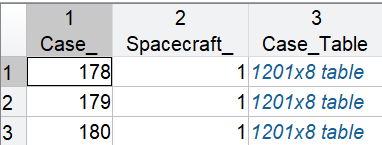 1 2 3
Case_ Spacecraft_ Case_Table
1 178 1 1201x8 table
2 179 1 1201x8 table
3 180 1 1201x8 table